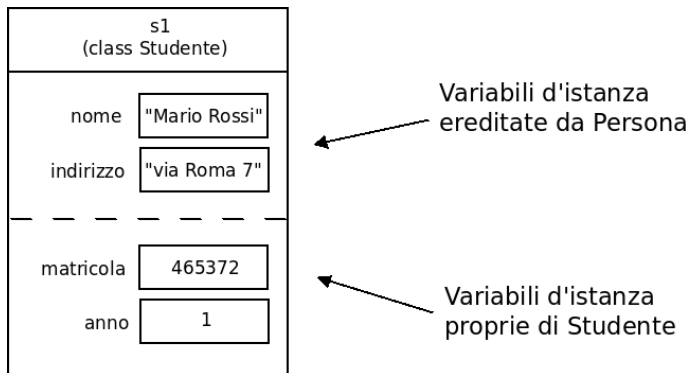 s1
(class Studente)
nome "Mario Rossi"
indirizzo "via Roma 7"
Variabili d'istanza
ereditate da Persona
matricola 465372
anno 1
Variabili d'istanza
proprie di Studente